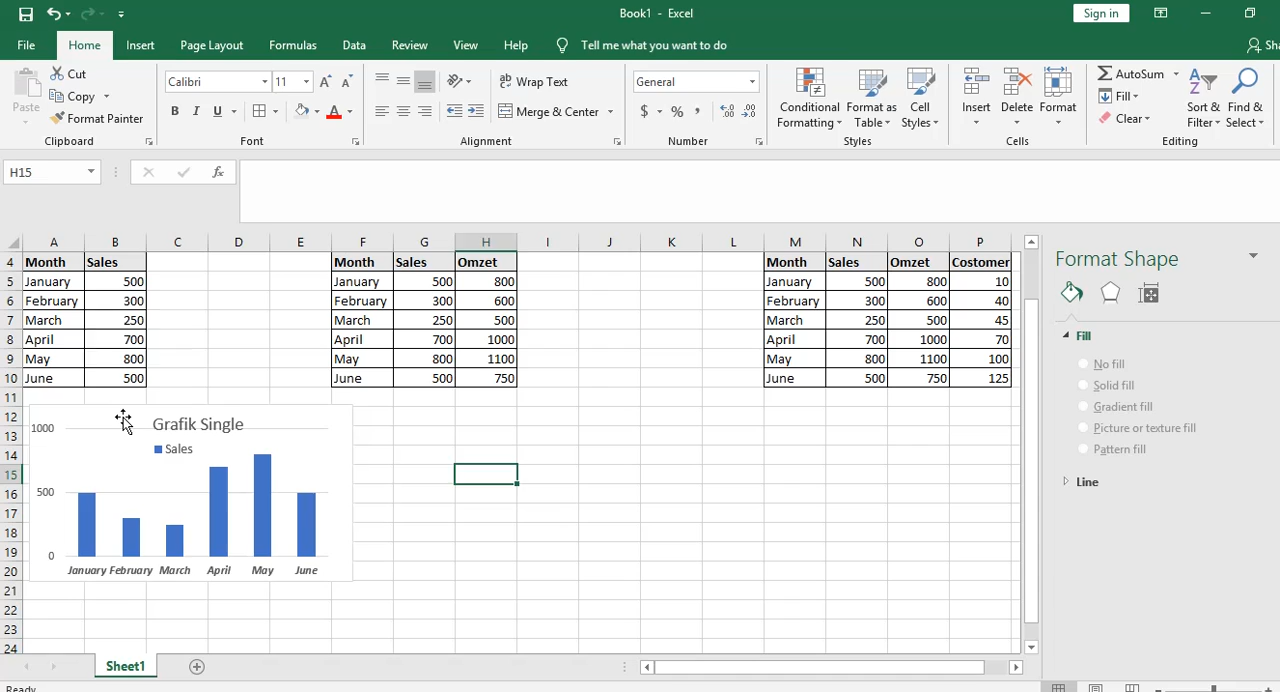 Book1 - Excel
Sign in
File Home Insert Page Layout Formulas Data Review View Help Tell me what you want to do
Paste
Cut
Copy
Format Painter
Clipboard
Calibri 11
B I U
Font
Wrap Text
Merge & Center
Alignment
General
$ % ,
Number
Conditional Formatting
Format as Table
Cell Styles
Styles
Insert Delete Format
Cells
AutoSum
Fill
Clear
Sort & Filter
Find & Select
Editing
H15
fx
A B C D E F G H I J K L M N O P
4 Month Sales Month Sales Omzet Month Sales Omzet Costomer
5 January 500 January 500 800 January 500 800 10
6 February 300 February 300 600 February 300 600 40
7 March 250 March 250 500 March 250 500 45
8 April 700 April 700 1000 April 700 1000 70
9 May 800 May 800 1100 May 800 1100 100
10 June 500 June 500 750 June 500 750 125
11
12
13
14
15
16
17
18
19
20
21
22
23
24
Grafik Single
Sales
1000
500
0
January February March April May June
Format Shape
Fill
No fill
Solid fill
Gradient fill
Picture or texture fill
Pattern fill
Line
Sheet1
Ready